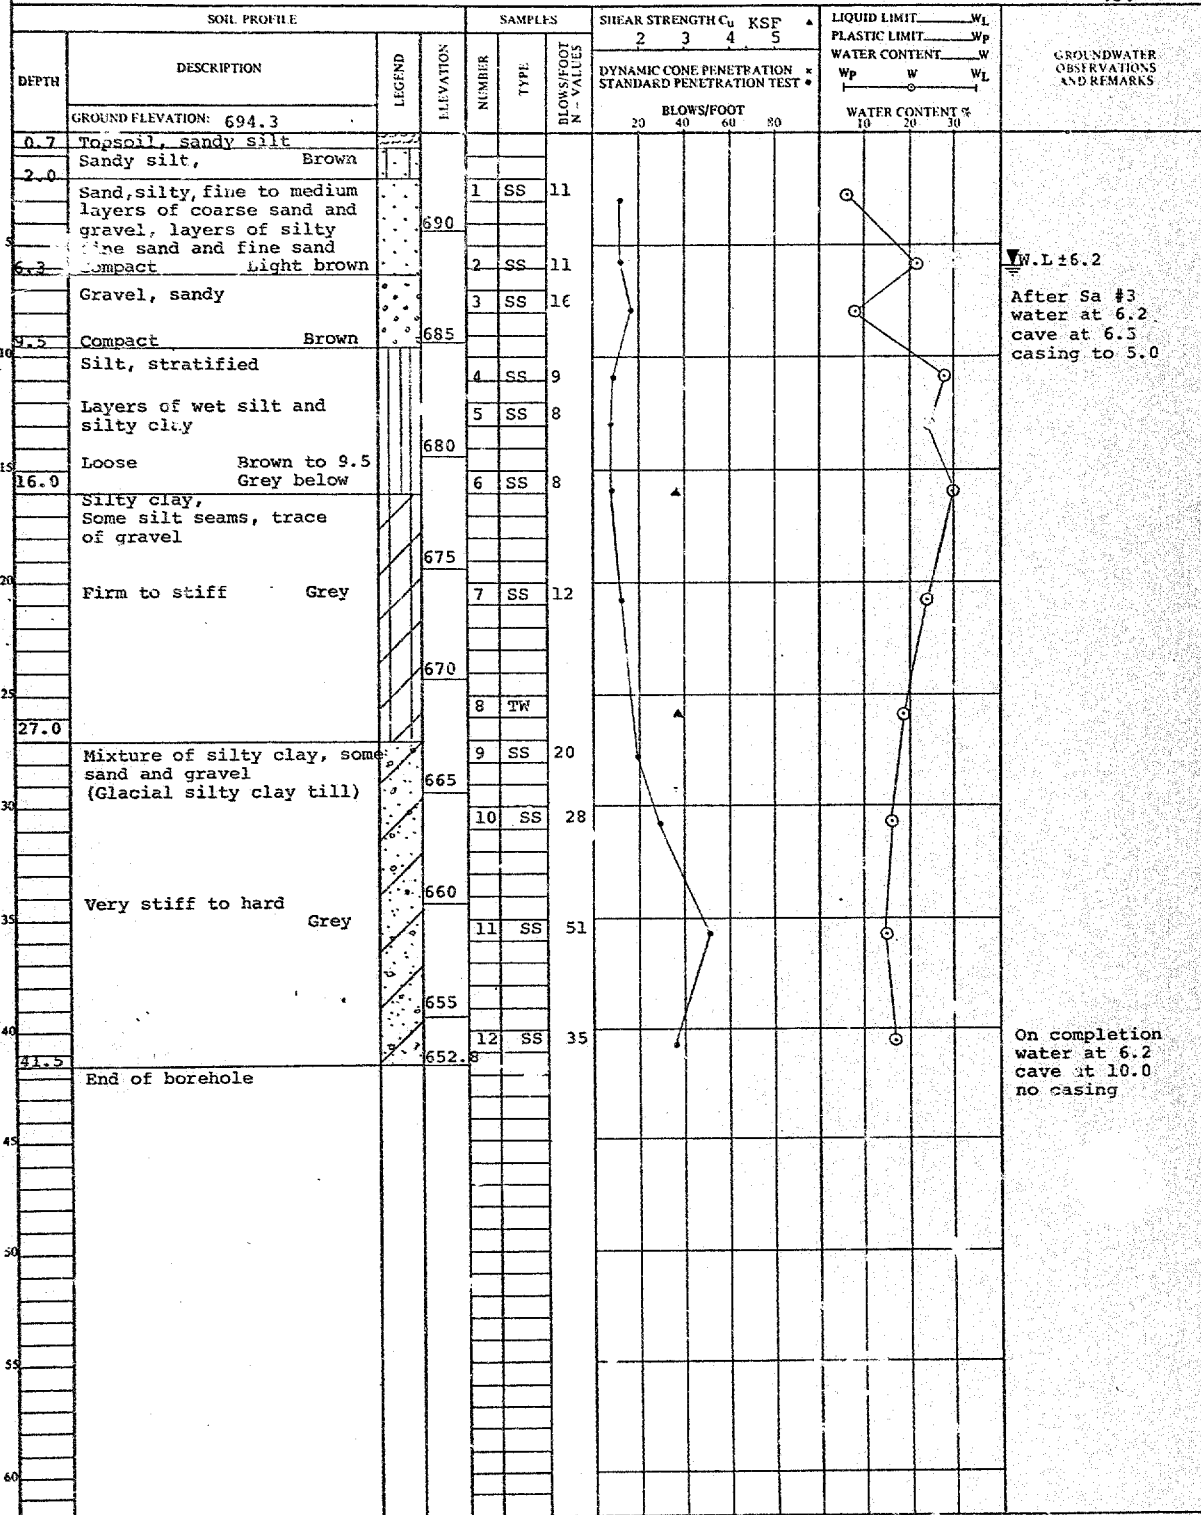 SOIL PROFILE
SAMPLES
SHEAR STRENGTH Cu KSF ▲
2 3 4 5
LIQUID LIMIT WL
PLASTIC LIMIT Wp
WATER CONTENT W
GROUNDWATER
OBSERVATIONS
AND REMARKS
DEPTH
DESCRIPTION
LEGEND
ELEVATION
NUMBER
TYPE
BLOWS/FOOT
N - VALUES
DYNAMIC CONE PENETRATION ×
STANDARD PENETRATION TEST •
Wp W WL
GROUND ELEVATION: 694.3
BLOWS/FOOT
20 40 60 80
WATER CONTENT %
10 20 30
0.7 Topsoil, sandy silt
Sandy silt, Brown
2.0
Sand,silty,fine to medium 1 SS 11
layers of coarse sand and
gravel, layers of silty 690
fine sand and fine sand
5
6.3 Compact Light brown 2 SS 11
W.L ±6.2
Gravel, sandy 3 SS 16
After Sa #3
water at 6.2
cave at 6.5
casing to 5.0
9.5 Compact Brown 685
10
Silt, stratified 4 SS 9
Layers of wet silt and 5 SS 8
silty clay
680
Loose Brown to 9.5
15
16.0 Grey below 6 SS 8
Silty clay,
Some silt seams, trace
of gravel
675
20
Firm to stiff Grey 7 SS 12
670
25
8 TW
27.0
Mixture of silty clay, some 9 SS 20
sand and gravel
(Glacial silty clay till) 665
30
10 SS 28
660
Very stiff to hard
35
Grey 11 SS 51
655
40
12 SS 35
On completion
water at 6.2
cave at 10.0
no casing
41.5 652.8
End of borehole
45
50
55
60